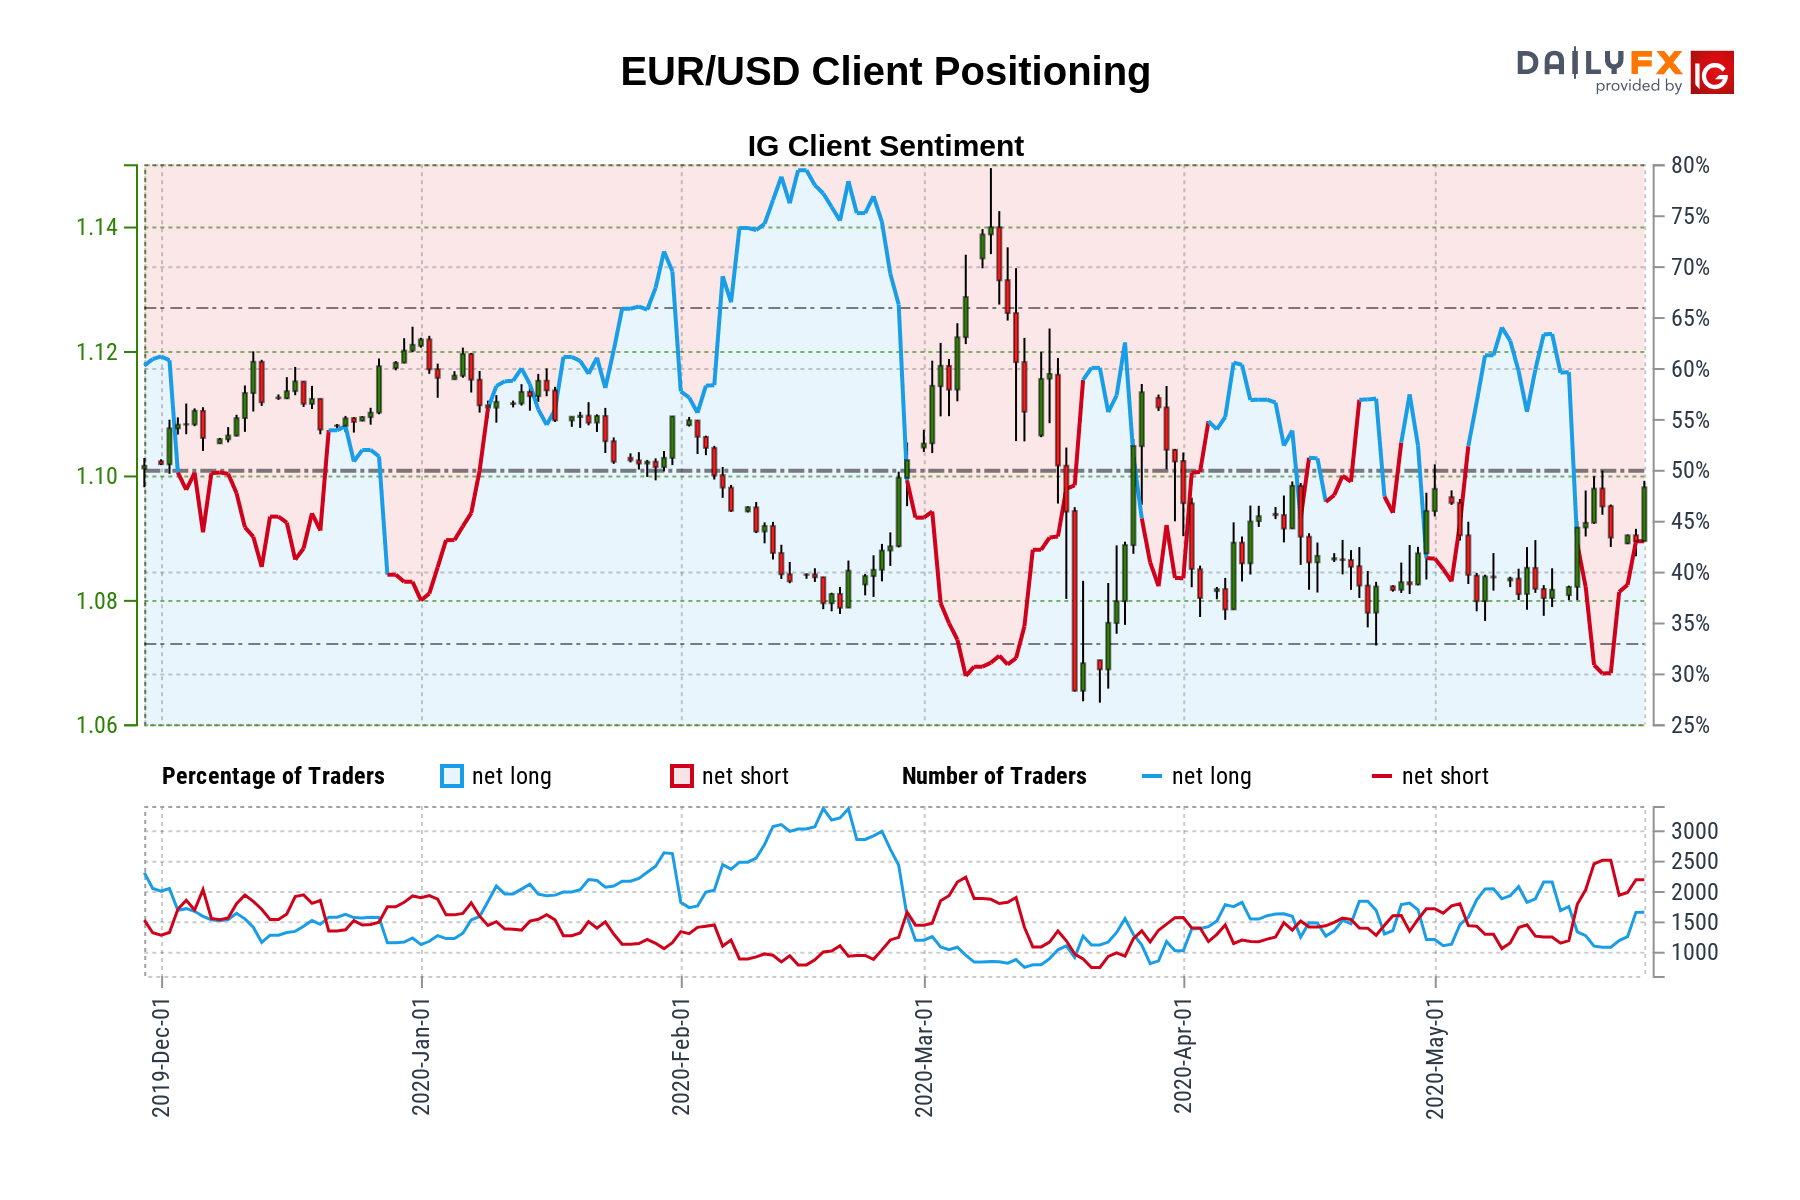 EUR/USD Client Positioning
DAILYFX
provided by IG
IG Client Sentiment
1.14
1.12
1.10
1.08
1.06
80%
75%
70%
65%
60%
55%
50%
45%
40%
35%
30%
25%
Percentage of Traders net long net short Number of Traders net long net short
3000
2500
2000
1500
1000
2019-Dec-01
2020-Jan-01
2020-Feb-01
2020-Mar-01
2020-Apr-01
2020-May-01